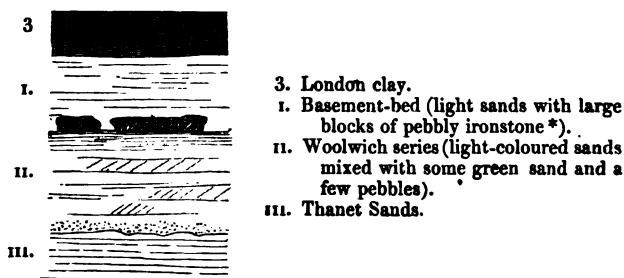 3
I.
II.
III.
3. London clay.
I. Basement-bed (light sands with large
blocks of pebbly ironstone*).
II. Woolwich series (light-coloured sands
mixed with some green sand and a
few pebbles).
III. Thanet Sands.